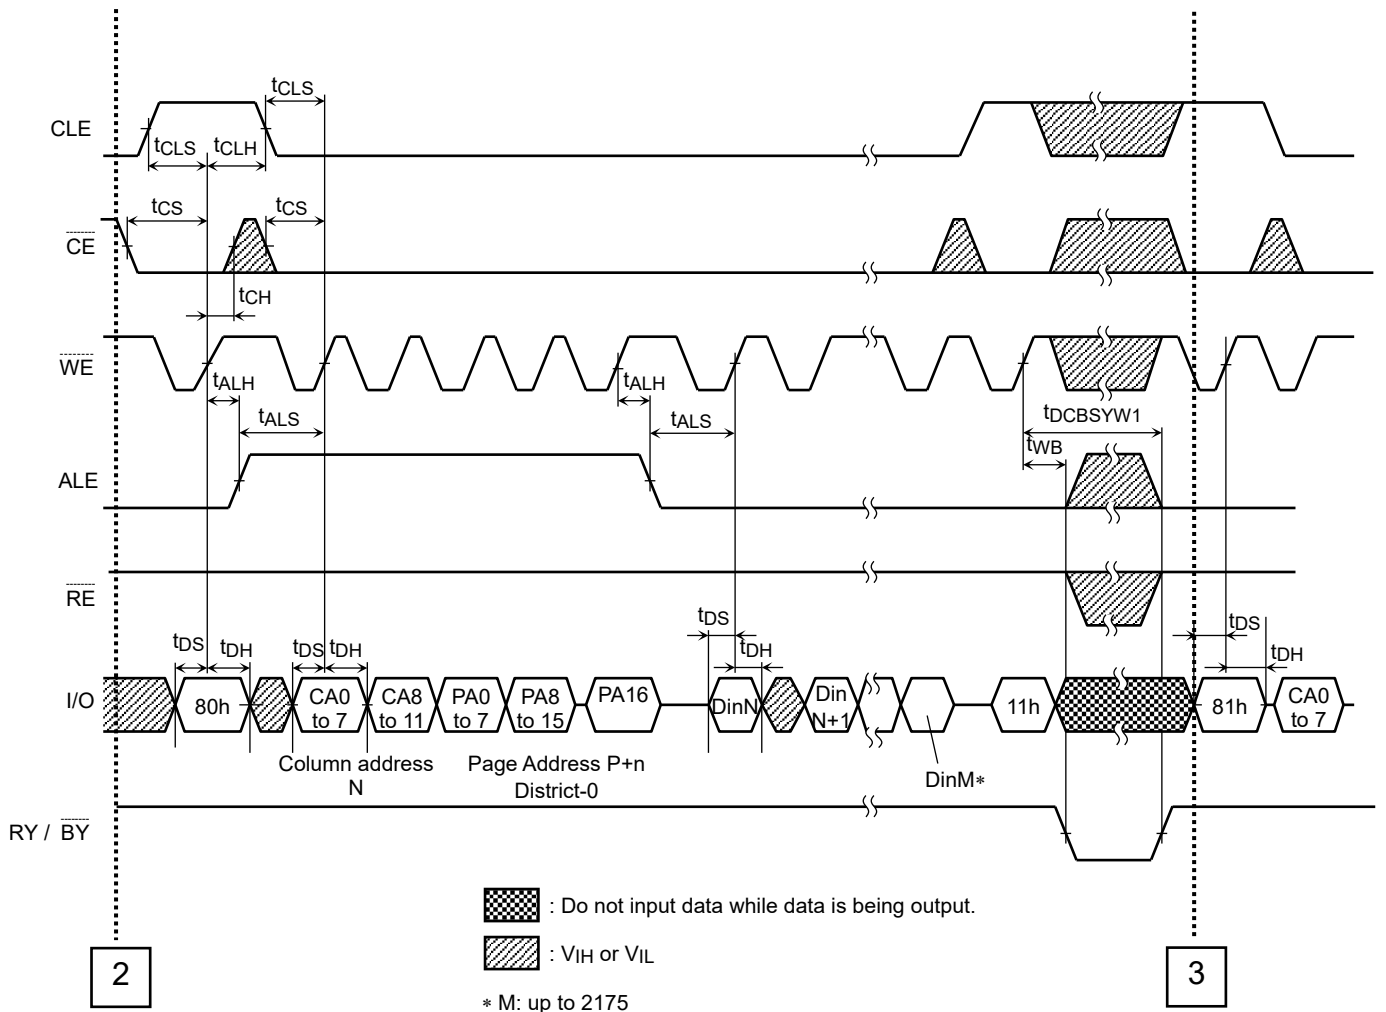 tCLS
CLE
tCLS
tCLH
tCS
tCS
CE
tCH
WE
tALH
tALH
tDCBSYW1
tALS
tALS
tWB
ALE
RE
tDS
tDH
tDS
tDH
tDS
tDH
tDS
tDH
I/O
80h
CA0 to 7
CA8 to 11
PA0 to 7
PA8 to 15
PA16
DinN
Din N+1
11h
81h
CA0 to 7
Column address
N
Page Address P+n
District-0
DinM*
RY / BY
: Do not input data while data is being output.
: VIH or VIL
2
3
* M: up to 2175